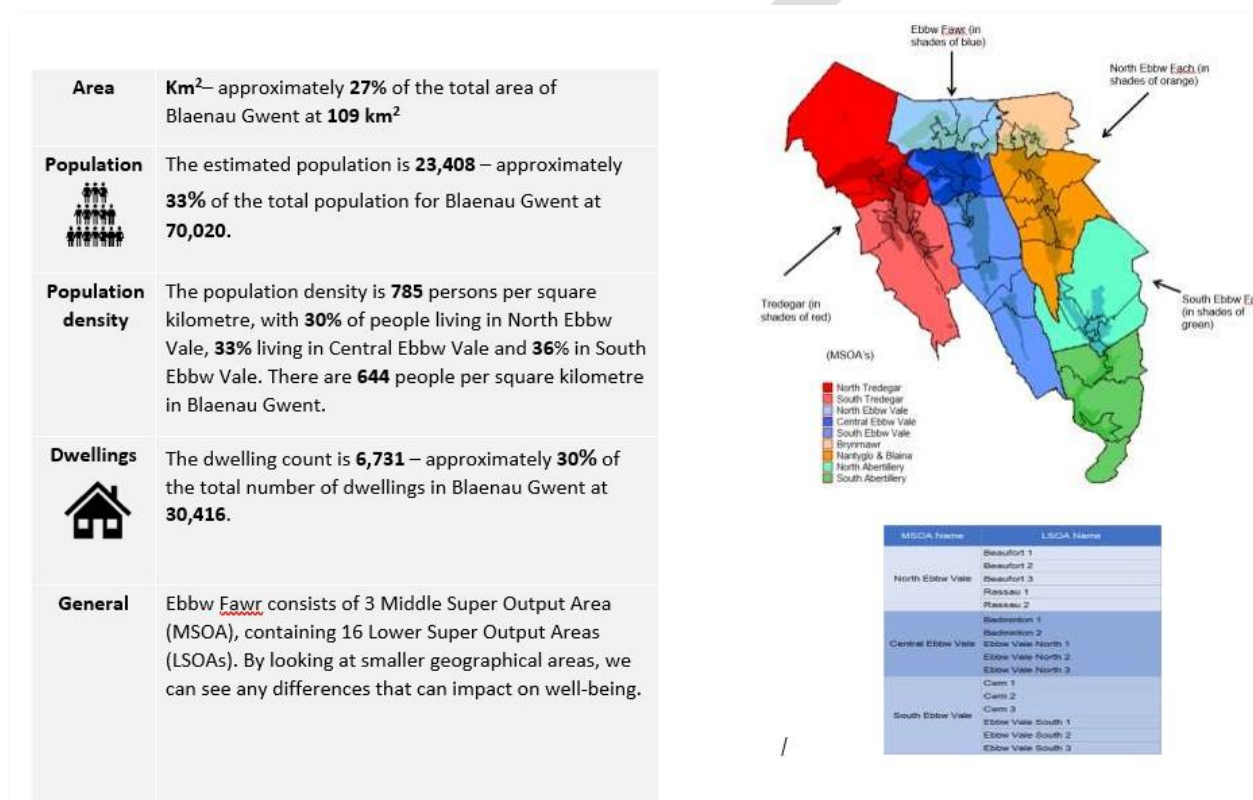 Area
Km²– approximately 27% of the total area of
Blaenau Gwent at 109 km²
Population
The estimated population is 23,408 – approximately
33% of the total population for Blaenau Gwent at
70,020.
Population
density
The population density is 785 persons per square
kilometre, with 30% of people living in North Ebbw
Vale, 33% living in Central Ebbw Vale and 36% in South
Ebbw Vale. There are 644 people per square kilometre
in Blaenau Gwent.
Dwellings
The dwelling count is 6,731 – approximately 30% of
the total number of dwellings in Blaenau Gwent at
30,416.
General
Ebbw Fawr consists of 3 Middle Super Output Area
(MSOA), containing 16 Lower Super Output Areas
(LSOAs). By looking at smaller geographical areas, we
can see any differences that can impact on well-being.
Ebbw Fawr (in
shades of blue)
North Ebbw Fach (in
shades of orange)
Tredegar (in
shades of red)
South Ebbw
(in shades of
green)
(MSOA's)
North Tredegar
South Tredegar
North Ebbw Vale
Central Ebbw Vale
South Ebbw Vale
Brynmawr
Nantyglo & Blaina
North Abertillery
South Abertillery
MSOA Name LSOA Name
North Ebbw Vale
Beaufort 1
Beaufort 2
Beaufort 3
Rassau 1
Rassau 2
Central Ebbw Vale
Badminton 1
Badminton 2
Ebbw Vale North 1
Ebbw Vale North 2
Ebbw Vale North 3
South Ebbw Vale
Cwm 1
Cwm 2
Cwm 3
Ebbw Vale South 1
Ebbw Vale South 2
Ebbw Vale South 3
/